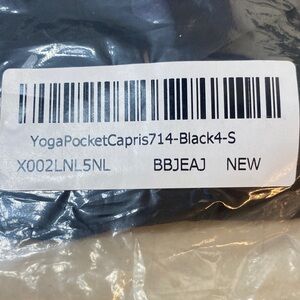 YogaPocketCapris714-Black4-S
X002LNL5NL BBJEAJ NEW